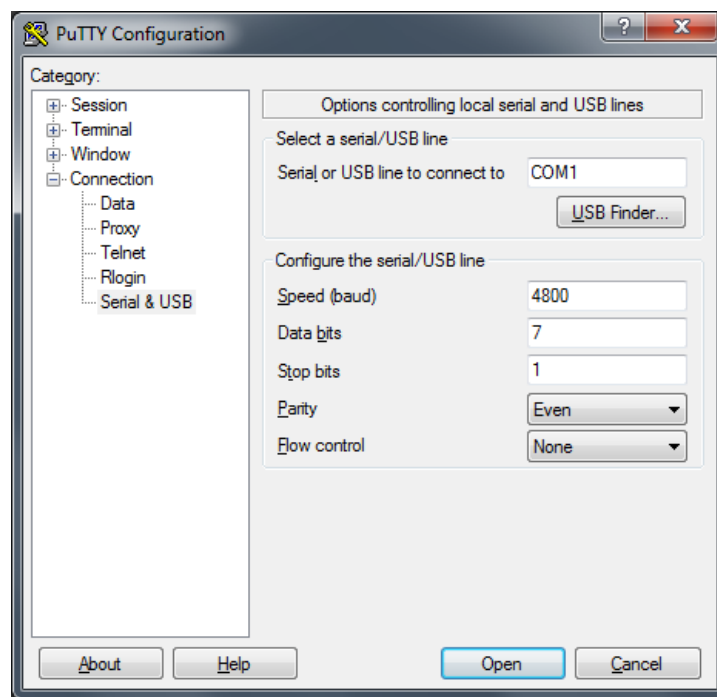 PuTTY Configuration
?
X
Category:
Session
Terminal
Window
Connection
Data
Proxy
Telnet
Rlogin
Serial & USB
Options controlling local serial and USB lines
Select a serial/USB line
Serial or USB line to connect to COM1
USB Finder...
Configure the serial/USB line
Speed (baud) 4800
Data bits 7
Stop bits 1
Parity Even
Flow control None
About Help Open Cancel